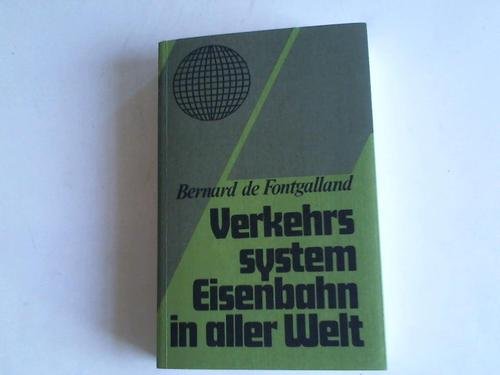 Bernard de Fontgalland
Verkehrs
system
Eisenbahn
in aller Welt